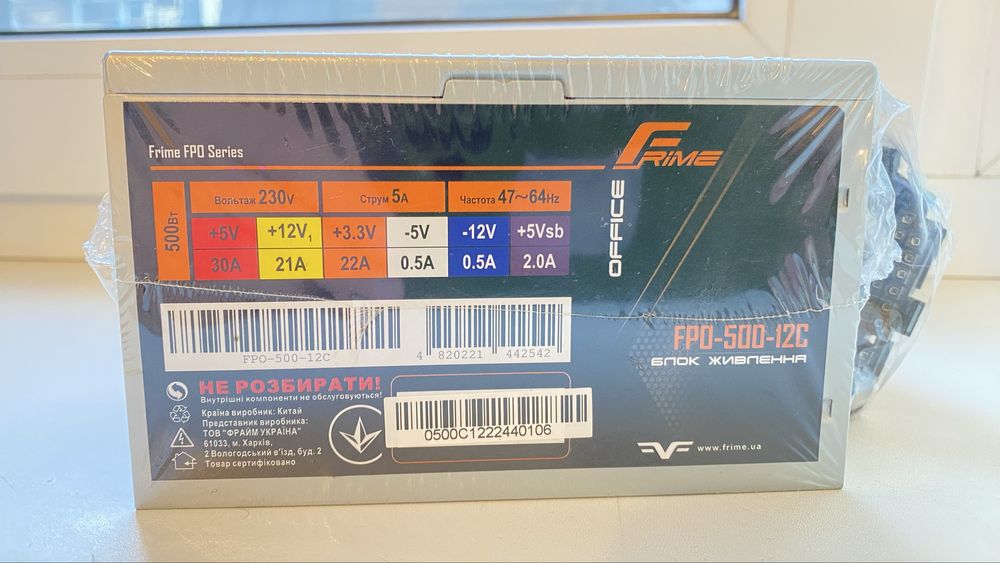 Frime FPO Series
FRIME
OFFICE
500Вт
Вольтаж 230V Струм 5A Частота 47~64Hz
+5V +12V1 +3.3V -5V -12V +5Vsb
30A 21A 22A 0.5A 0.5A 2.0A
FPO-500-12C
4 820221 442542
FPO-500-12C
БЛОК ЖИВЛЕННЯ
НЕ РОЗБИРАТИ!
Внутрішні компоненти не обслуговуються!
Країна виробник: Китай
Представник виробника:
ТОВ "ФРАЙМ УКРАЇНА"
61033, м. Харків,
2 Вологодський в'їзд, буд. 2
Товар сертифіковано
0500C1222440106
www.frime.ua